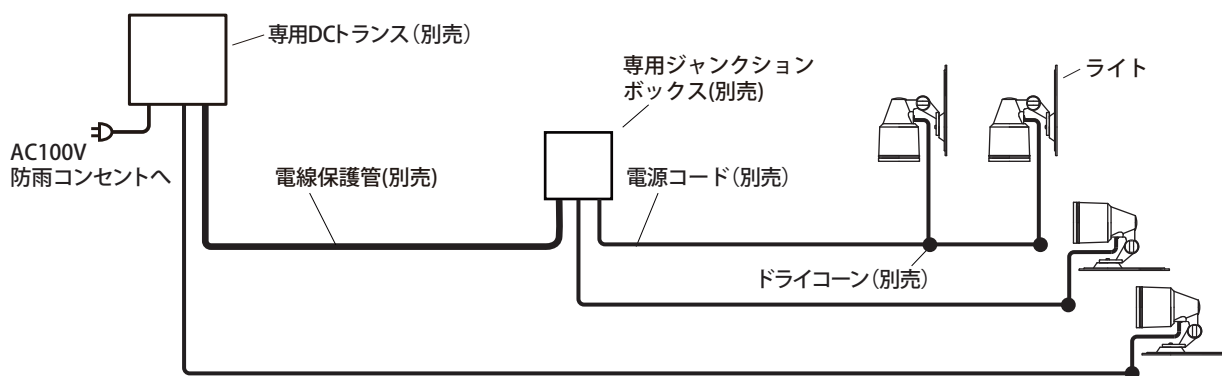 専用DCトランス（別売）
専用ジャンクション
ボックス(別売)
ライト
AC100V
防雨コンセントへ
電線保護管(別売)
電源コード（別売）
ドライコーン（別売）